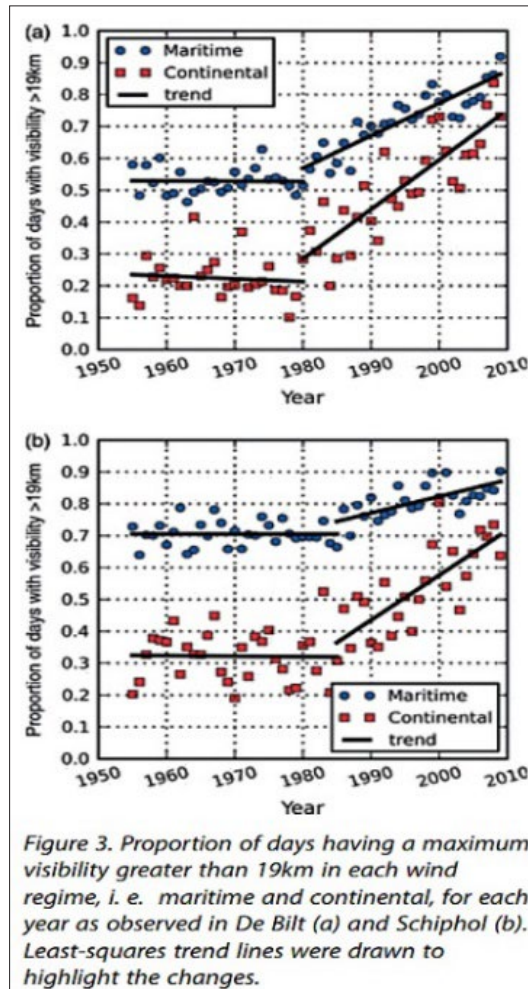 (a)
Maritime
Continental
trend
Proportion of days with visibility >19km
1.0
0.9
0.8
0.7
0.6
0.5
0.4
0.3
0.2
0.1
0.0
1950
1960
1970
1980
1990
2000
2010
Year
(b)
Proportion of days with visibility >19km
1.0
0.9
0.8
0.7
0.6
0.5
0.4
0.3
0.2
0.1
0.0
Maritime
Continental
trend
1950
1960
1970
1980
1990
2000
2010
Year
Figure 3. Proportion of days having a maximum
visibility greater than 19km in each wind
regime, i. e. maritime and continental, for each
year as observed in De Bilt (a) and Schiphol (b).
Least-squares trend lines were drawn to
highlight the changes.